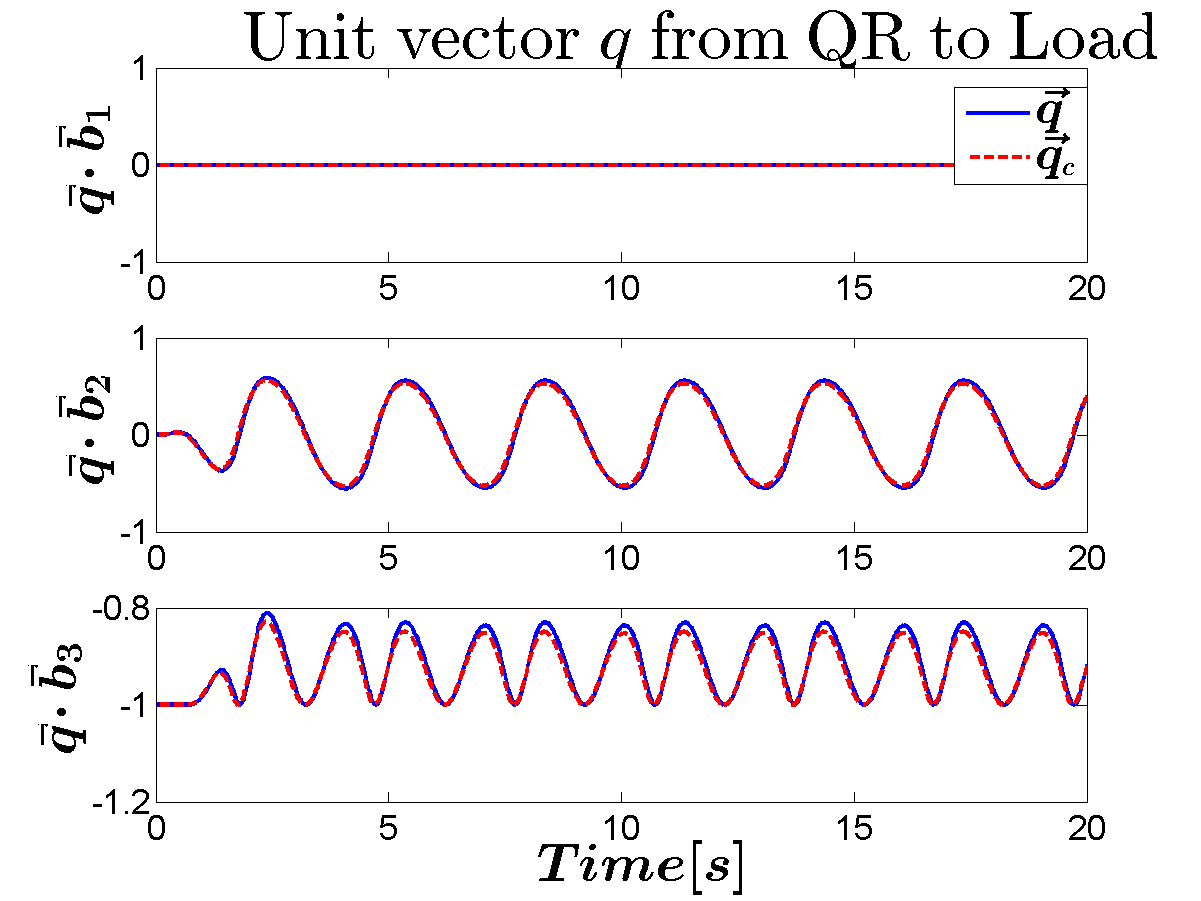 Unit vector q from QR to Load
1
0
-1
q̄ · b̄₁
q⃗
q⃗c
0 5 10 15 20
1
0
-1
q̄ · b̄₂
0 5 10 15 20
-0.8
-1
-1.2
q̄ · b̄₃
0 5 10 15 20
Time[s]